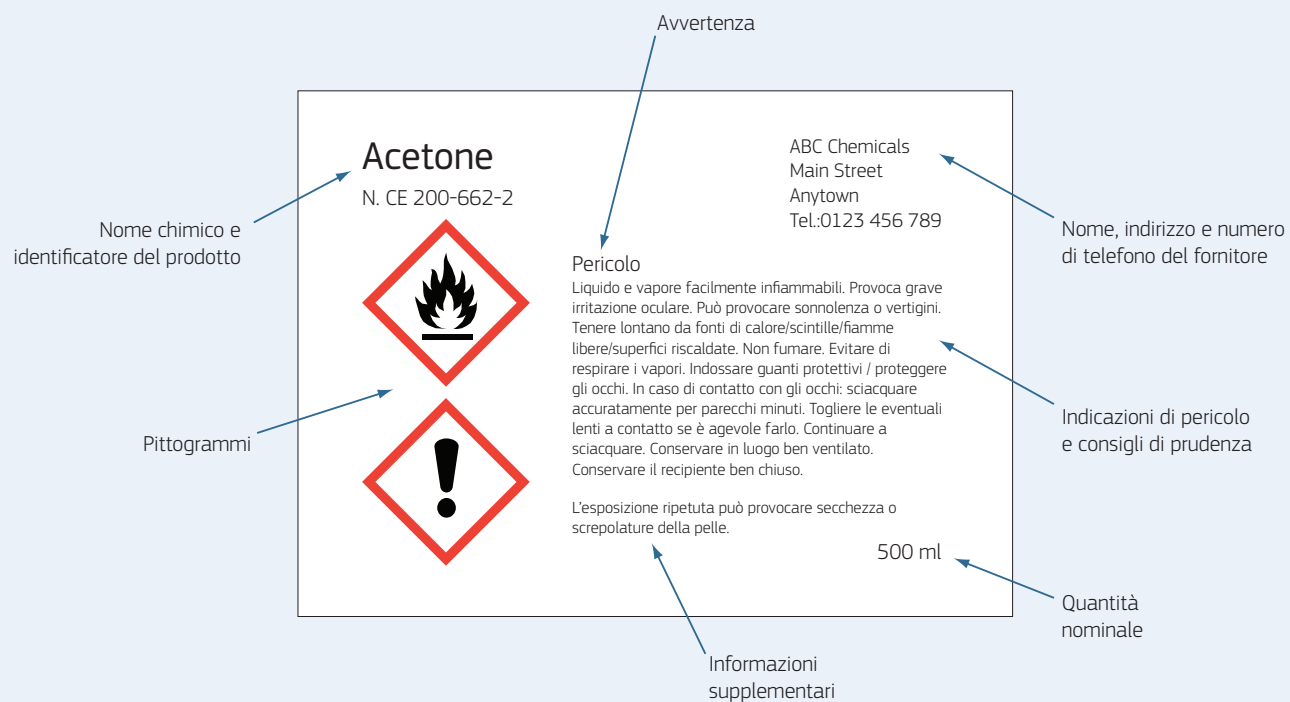 Avvertenza
Acetone
N. CE 200-662-2
ABC Chemicals
Main Street
Anytown
Tel.:0123 456 789
Nome chimico e
identificatore del prodotto
Nome, indirizzo e numero
di telefono del fornitore
Pericolo
Liquido e vapore facilmente infiammabili. Provoca grave
irritazione oculare. Può provocare sonnolenza o vertigini.
Tenere lontano da fonti di calore/scintille/fiamme
libere/superfici riscaldate. Non fumare. Evitare di
respirare i vapori. Indossare guanti protettivi / proteggere
gli occhi. In caso di contatto con gli occhi: sciacquare
accuratamente per parecchi minuti. Togliere le eventuali
lenti a contatto se è agevole farlo. Continuare a
sciacquare. Conservare in luogo ben ventilato.
Conservare il recipiente ben chiuso.
Pittogrammi
Indicazioni di pericolo
e consigli di prudenza
L'esposizione ripetuta può provocare secchezza o
screpolature della pelle.
500 ml
Quantità
nominale
Informazioni
supplementari